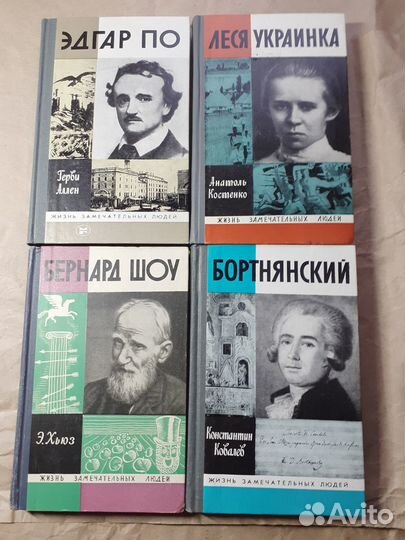 ЭДГАР ПО
Герви
Аллен
ЖИЗНЬ ЗАМЕЧАТЕЛЬНЫХ ЛЮДЕЙ
ЛЕСЯ УКРАИНКА
Анатоль
Костенко
ЖИЗНЬ ЗАМЕЧАТЕЛЬНЫХ ЛЮДЕЙ
БЕРНАРД ШОУ
Э. Хьюз
ЖИЗНЬ ЗАМЕЧАТЕЛЬНЫХ ЛЮДЕЙ
БОРТНЯНСКИЙ
Константин
Ковалев
ЖИЗНЬ ЗАМЕЧАТЕЛЬНЫХ ЛЮДЕЙ
Avito